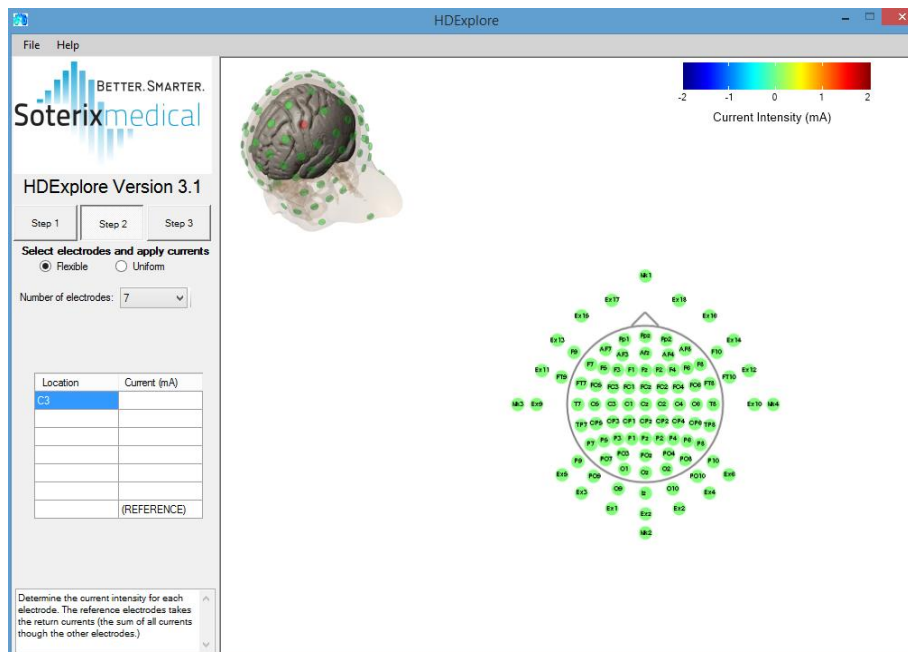 HDExplore
File Help
BETTER. SMARTER.
Soterixmedical
HDExplore Version 3.1
Step 1 Step 2 Step 3
Select electrodes and apply currents
Flexible Uniform
Number of electrodes: 7
Location Current (mA)
C3
(REFERENCE)
Determine the current intensity for each
electrode. The reference electrodes takes
the return currents (the sum of all currents
though the other electrodes.)
-2 -1 0 1 2
Current Intensity (mA)
Nk1
Ex17 Ex18
Ex13 Ex14
Fp1 Fpz Fp2
AF7 AF8
F9 AF3 AFz AF4 F10
F7 F5 F3 F1 Fz F2 F4 F6 F8
Ex11 Ex12
FT9 FT10
FT7 FC5 FC3 FC1 FCz FC2 FC4 FC6 FT8
Nk3 Ex9 T7 C5 C3 C1 Cz C2 C4 C6 T8 Ex10 Nk4
TP7 CP5 CP3 CP1 CPz CP2 CP4 CP6 TP8
P7 P5 P3 P1 Pz P2 P4 P6 P8
P9 PO7 PO3 POz PO4 PO8 P10
Ex5 PO9 O1 Oz O2 PO10 Ex6
Ex3 O9 Iz O10 Ex4
Ex1 Exz Ex2
Nk2